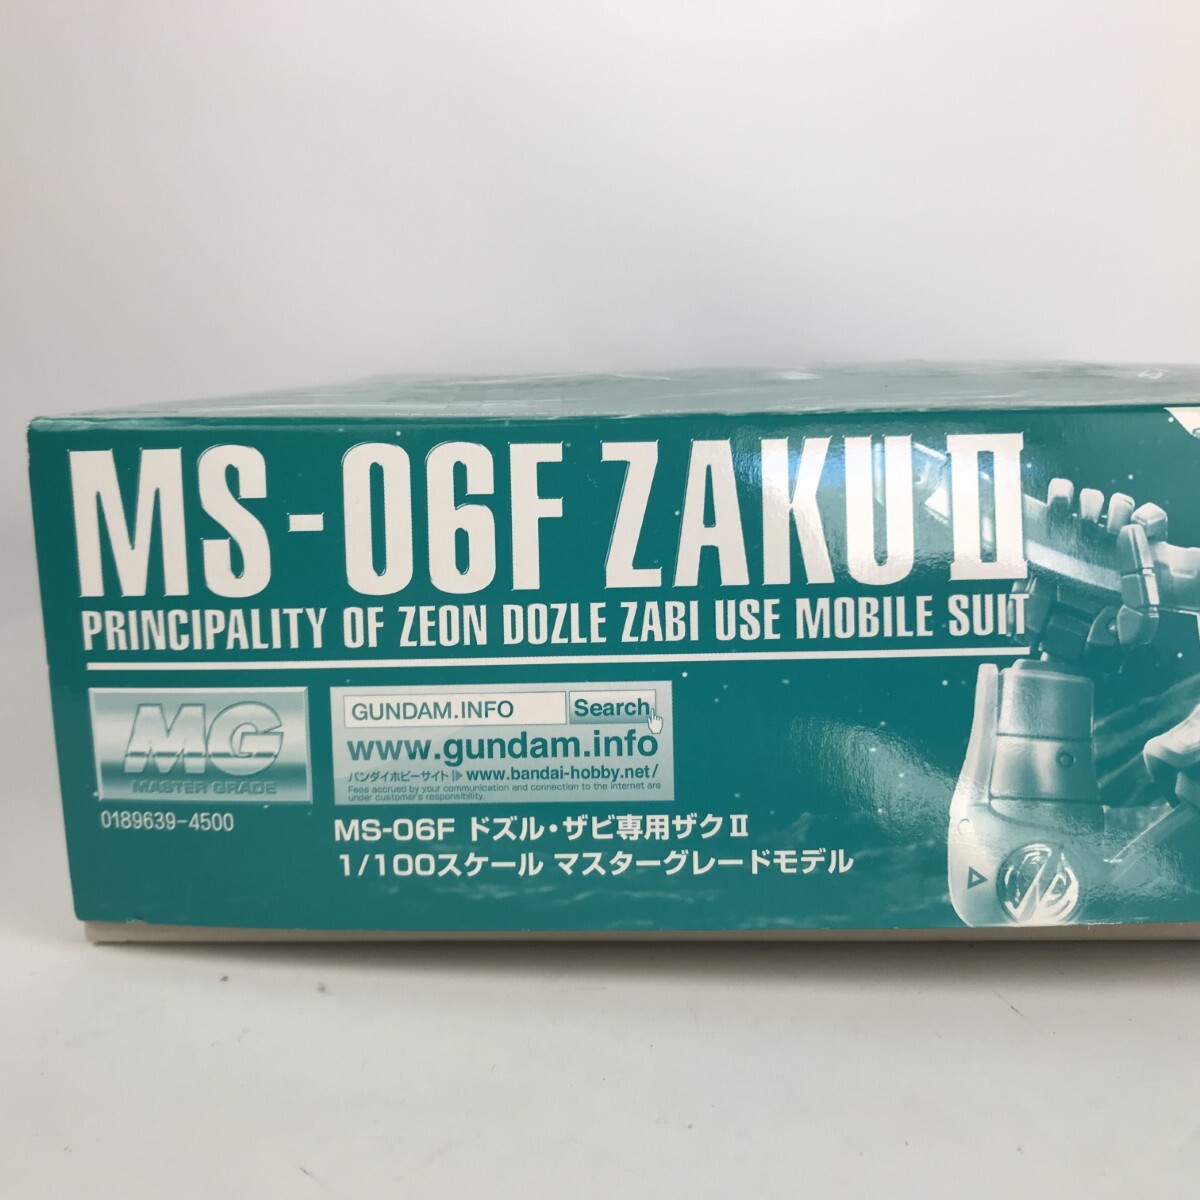 MS-06F ZAKU II
PRINCIPALITY OF ZEON DOZLE ZABI USE MOBILE SUIT
MG
MASTER GRADE
0189639-4500
GUNDAM.INFO Search
www.gundam.info
バンダイホビーサイト www.bandai-hobby.net/
Fees accrued by your communication and connection to the internet are
under customer's responsibility.
MS-06F ドズル・ザビ専用ザクⅡ
1/100スケール マスターグレードモデル